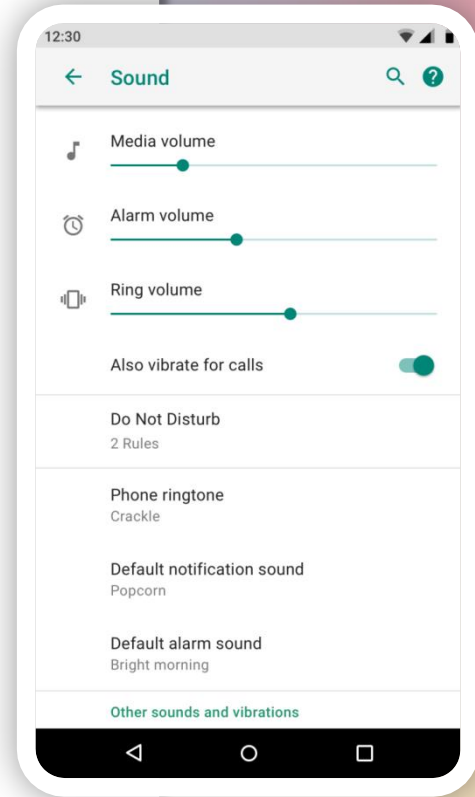 12:30
Sound
Media volume
Alarm volume
Ring volume
Also vibrate for calls
Do Not Disturb
2 Rules
Phone ringtone
Crackle
Default notification sound
Popcorn
Default alarm sound
Bright morning
Other sounds and vibrations